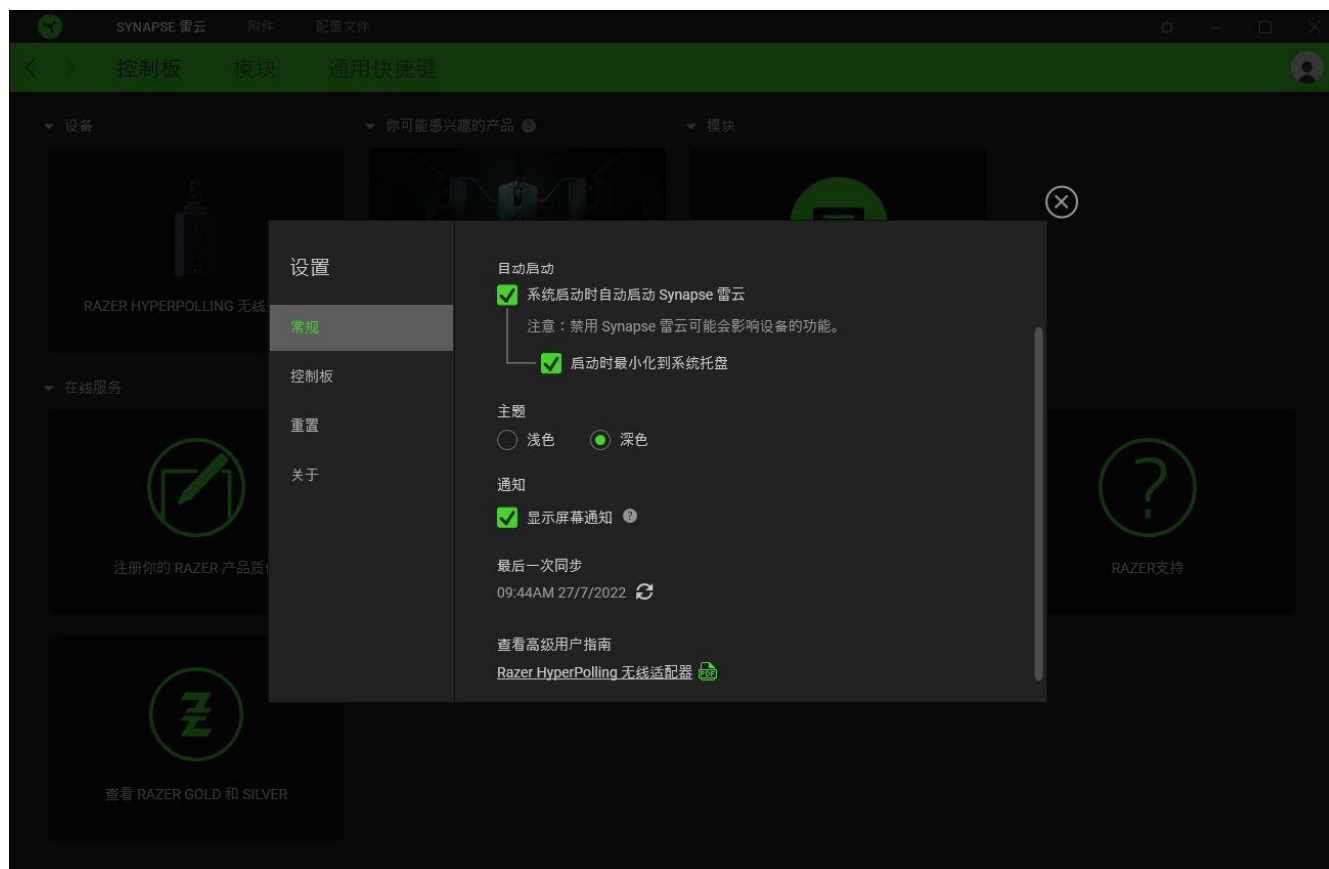 SYNAPSE 雷云
附件
配置文件
控制板
模块
通用快捷键
设备
你可能感兴趣的产品
模块
RAZER HYPERPOLLING 无线
在线服务
注册你的 RAZER 产品质
RAZER支持
查看 RAZER GOLD 和 SILVER
设置
常规
控制板
重置
关于
自动启动
系统启动时自动启动 Synapse 雷云
注意：禁用 Synapse 雷云可能会影响设备的功能。
启动时最小化到系统托盘
主题
浅色
深色
通知
显示屏幕通知
最后一次同步
09:44AM 27/7/2022
查看高级用户指南
Razer HyperPolling 无线适配器
PDF